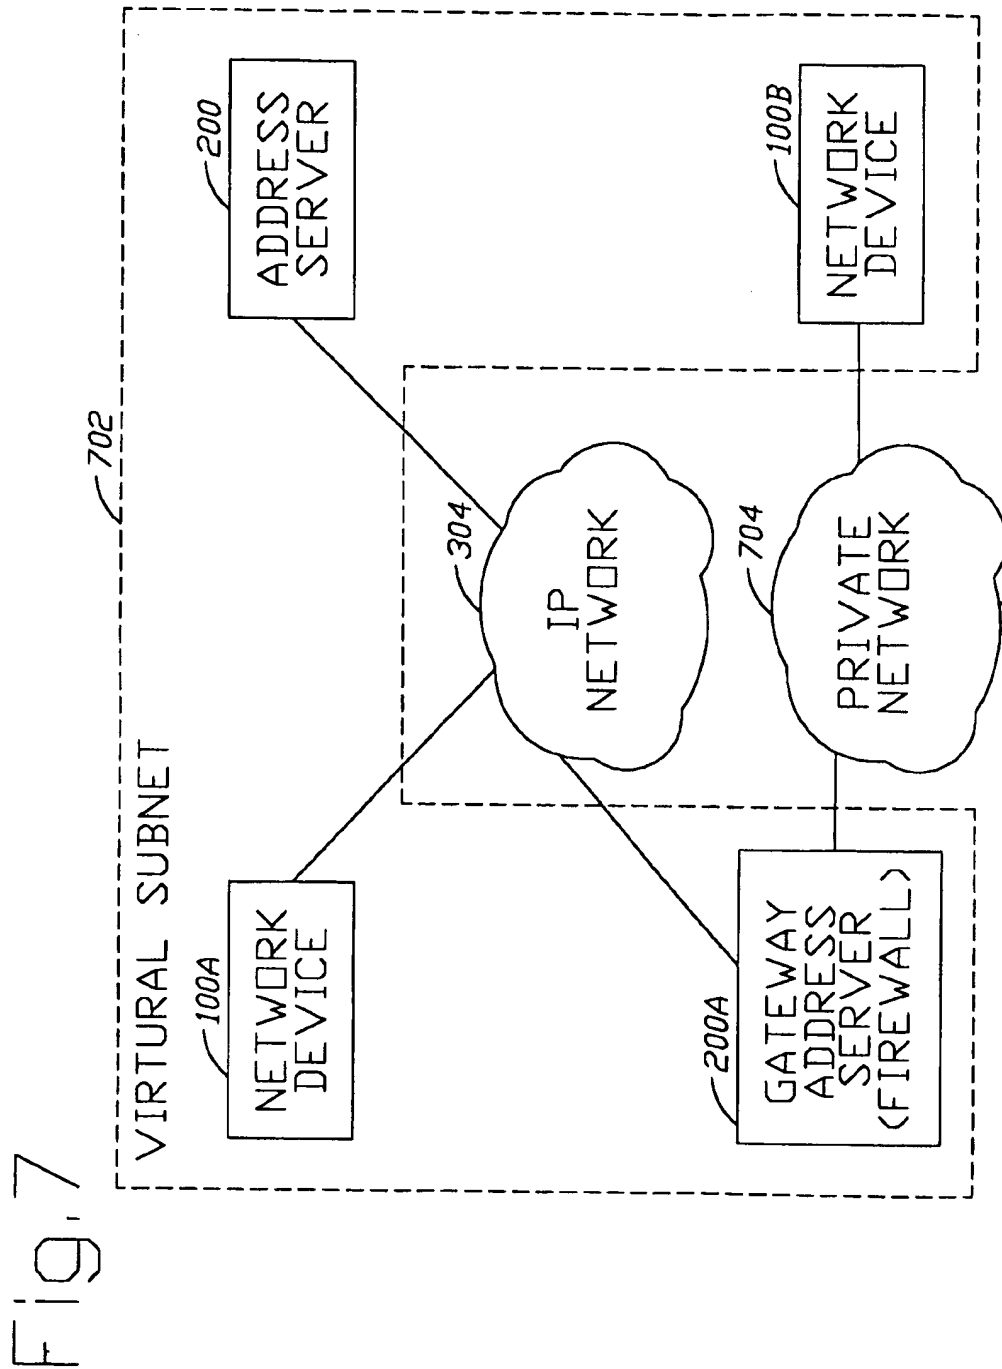 Fig. 7
VIRTURAL SUBNET
702
100A
NETWORK
DEVICE
200
ADDRESS
SERVER
304
IP
NETWORK
200A
GATEWAY
ADDRESS
SERVER
(FIREWALL)
704
PRIVATE
NETWORK
100B
NETWORK
DEVICE